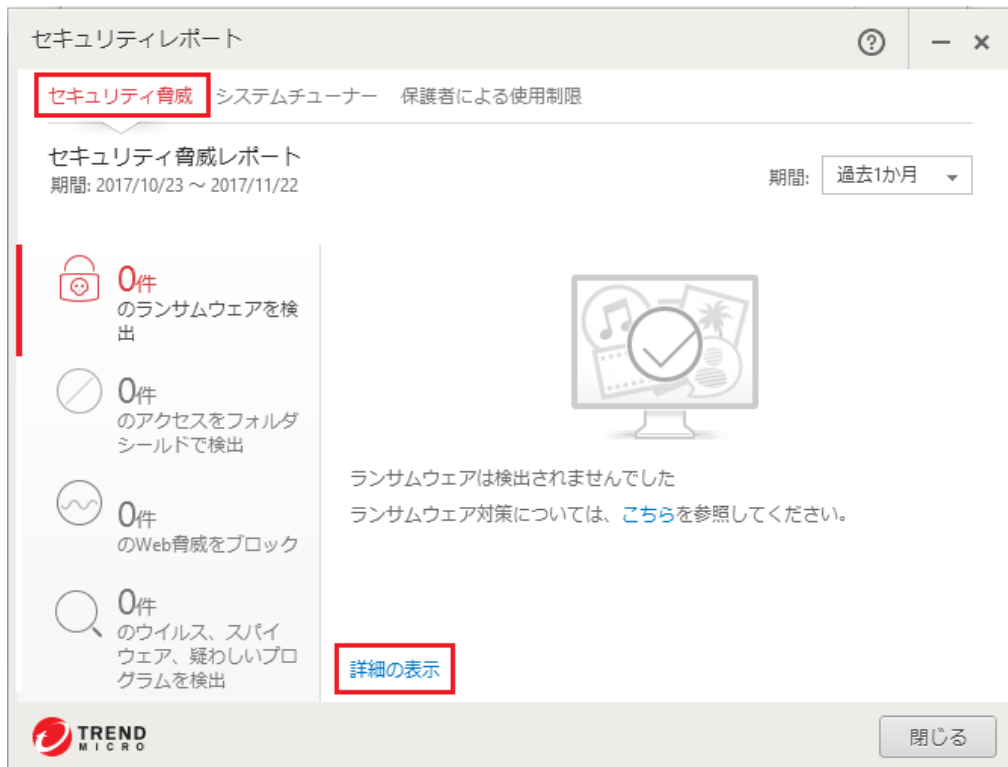 セキュリティレポート
セキュリティ脅威 システムチューナー 保護者による使用制限
セキュリティ脅威レポート
期間: 2017/10/23 ～ 2017/11/22
期間: 過去1か月
0件
のランサムウェアを検
出
0件
のアクセスをフォルダ
シールドで検出
0件
のWeb脅威をブロック
0件
のウイルス、スパイ
ウェア、疑わしいプロ
グラムを検出
ランサムウェアは検出されませんでした
ランサムウェア対策については、こちらを参照してください。
詳細の表示
TREND
MICRO
閉じる